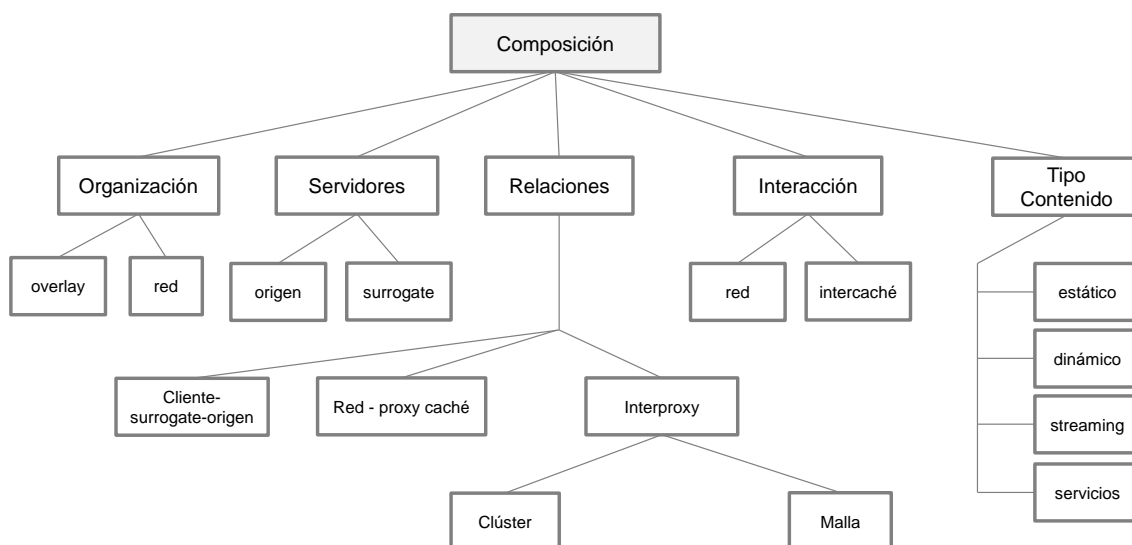 Composición
Organización
Servidores
Relaciones
Interacción
Tipo
Contenido
overlay
red
origen
surrogate
red
intercaché
estático
dinámico
streaming
servicios
Cliente-
surrogate-origen
Red - proxy caché
Interproxy
Clúster
Malla